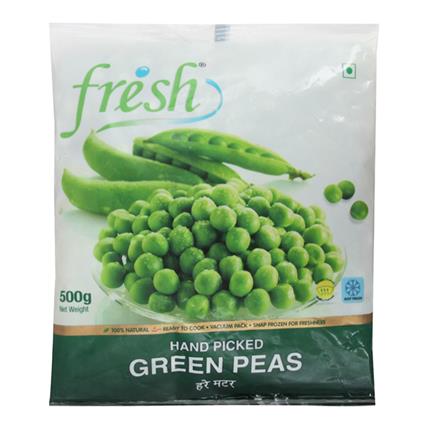 fresh®
500g
Net Weight
100% NATURAL • READY TO COOK • VACUUM PACK • SNAP FROZEN FOR FRESHNESS
HAND PICKED
GREEN PEAS
हरे मटर